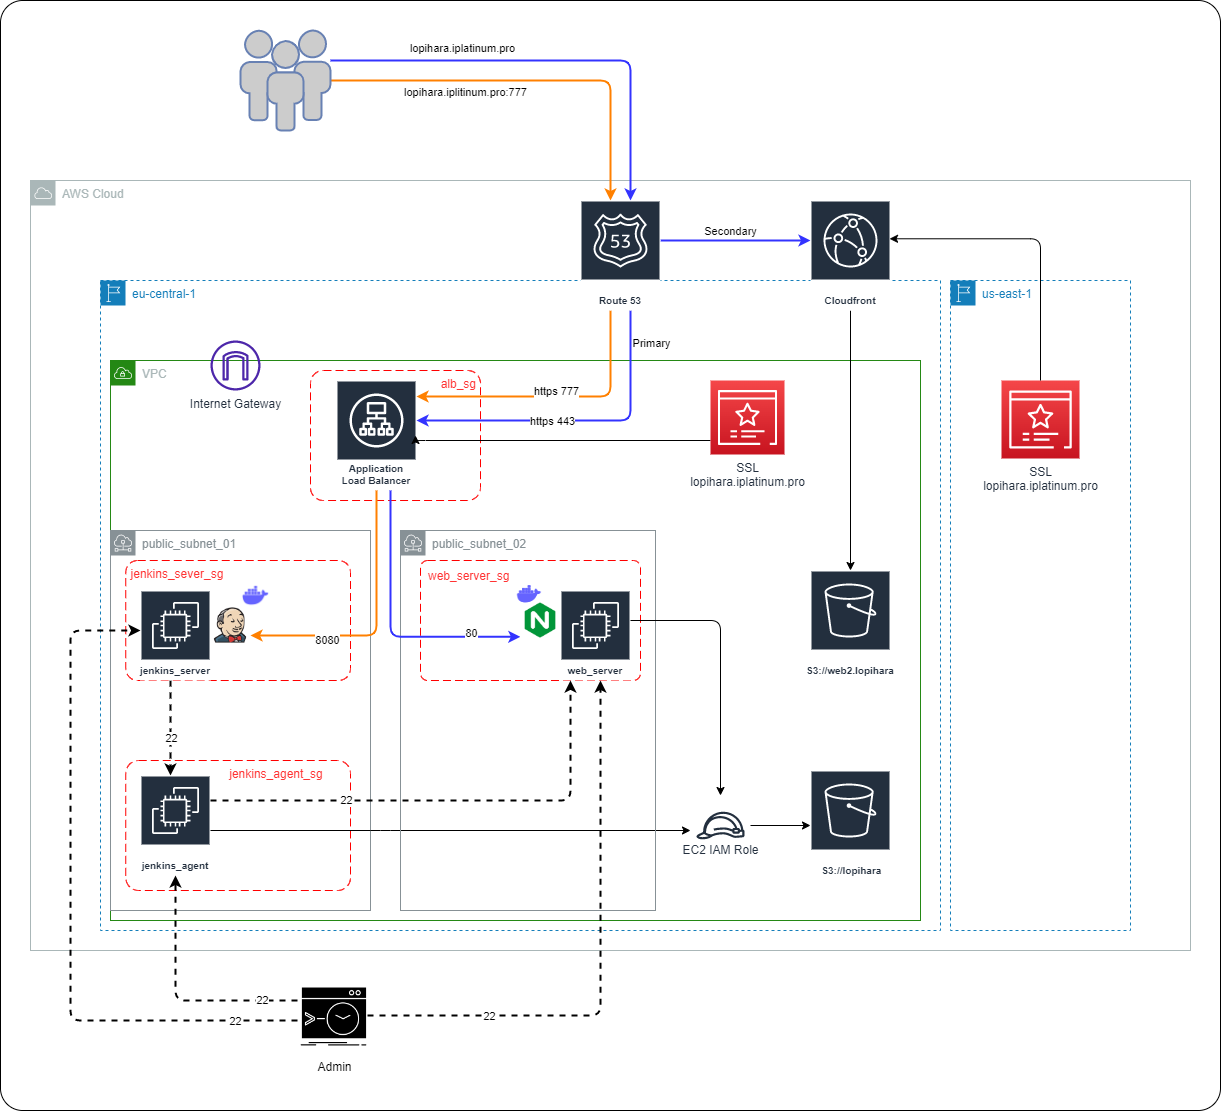 lopihara.iplatinum.pro
lopihara.iplitinum.pro:777
AWS Cloud
53
Secondary
eu-central-1
Route 53
Cloudfront
us-east-1
Primary
VPC
Internet Gateway
alb_sg
https 777
https 443
Application
Load Balancer
SSL
lopihara.iplatinum.pro
SSL
lopihara.iplatinum.pro
public_subnet_01
public_subnet_02
jenkins_sever_sg
web_server_sg
N
8080
80
jenkins_server
web_server
S3://web2.lopihara
22
jenkins_agent_sg
22
EC2 IAM Role
jenkins_agent
S3://lopihara
22
22
22
Admin